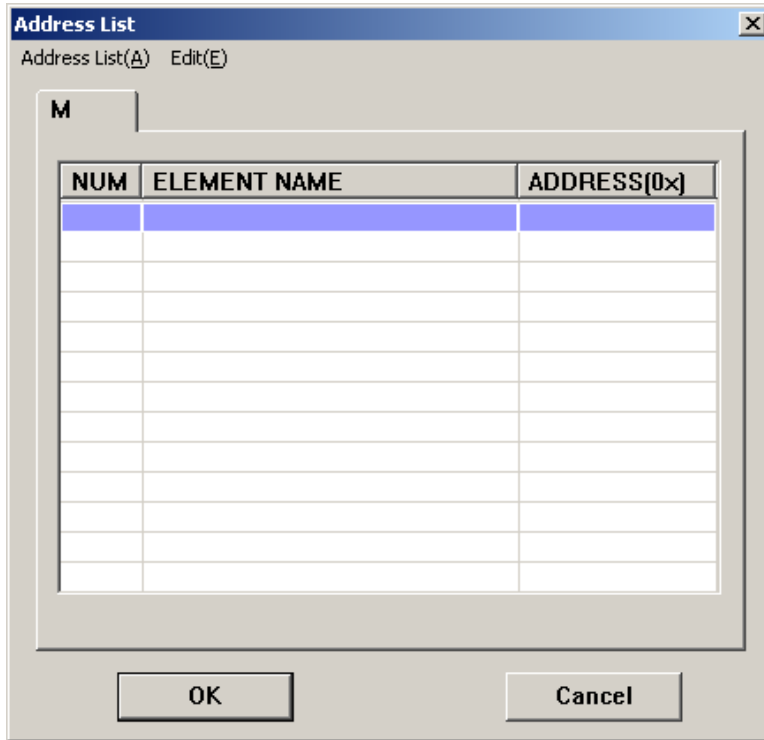 Address List
Address List(A) Edit(E)
M
NUM ELEMENT NAME ADDRESS(0x)
OK Cancel